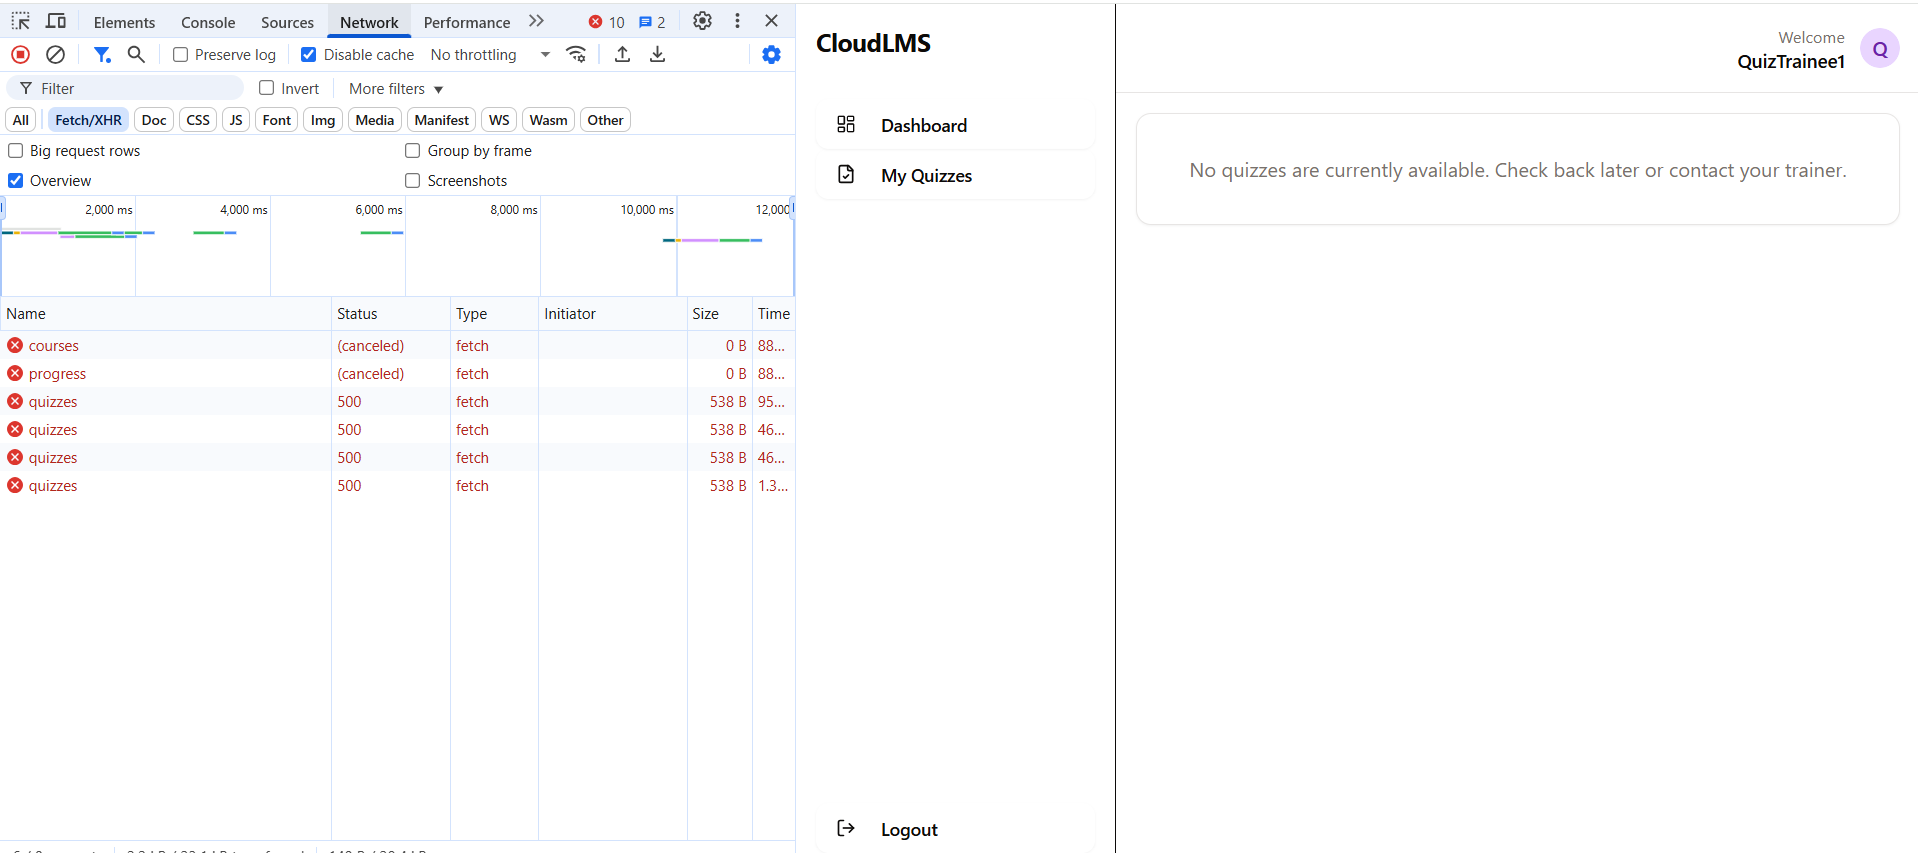 Elements Console Sources Network Performance 10 2
Preserve log Disable cache No throttling
Filter Invert More filters
All Fetch/XHR Doc CSS JS Font Img Media Manifest WS Wasm Other
Big request rows Group by frame
Overview Screenshots
2,000 ms 4,000 ms 6,000 ms 8,000 ms 10,000 ms 12,000
Name Status Type Initiator Size Time
courses (canceled) fetch 0 B 88...
progress (canceled) fetch 0 B 88...
quizzes 500 fetch 538 B 95...
quizzes 500 fetch 538 B 46...
quizzes 500 fetch 538 B 46...
quizzes 500 fetch 538 B 1.3...
CloudLMS
Dashboard
My Quizzes
Logout
Welcome
QuizTrainee1
Q
No quizzes are currently available. Check back later or contact your trainer.